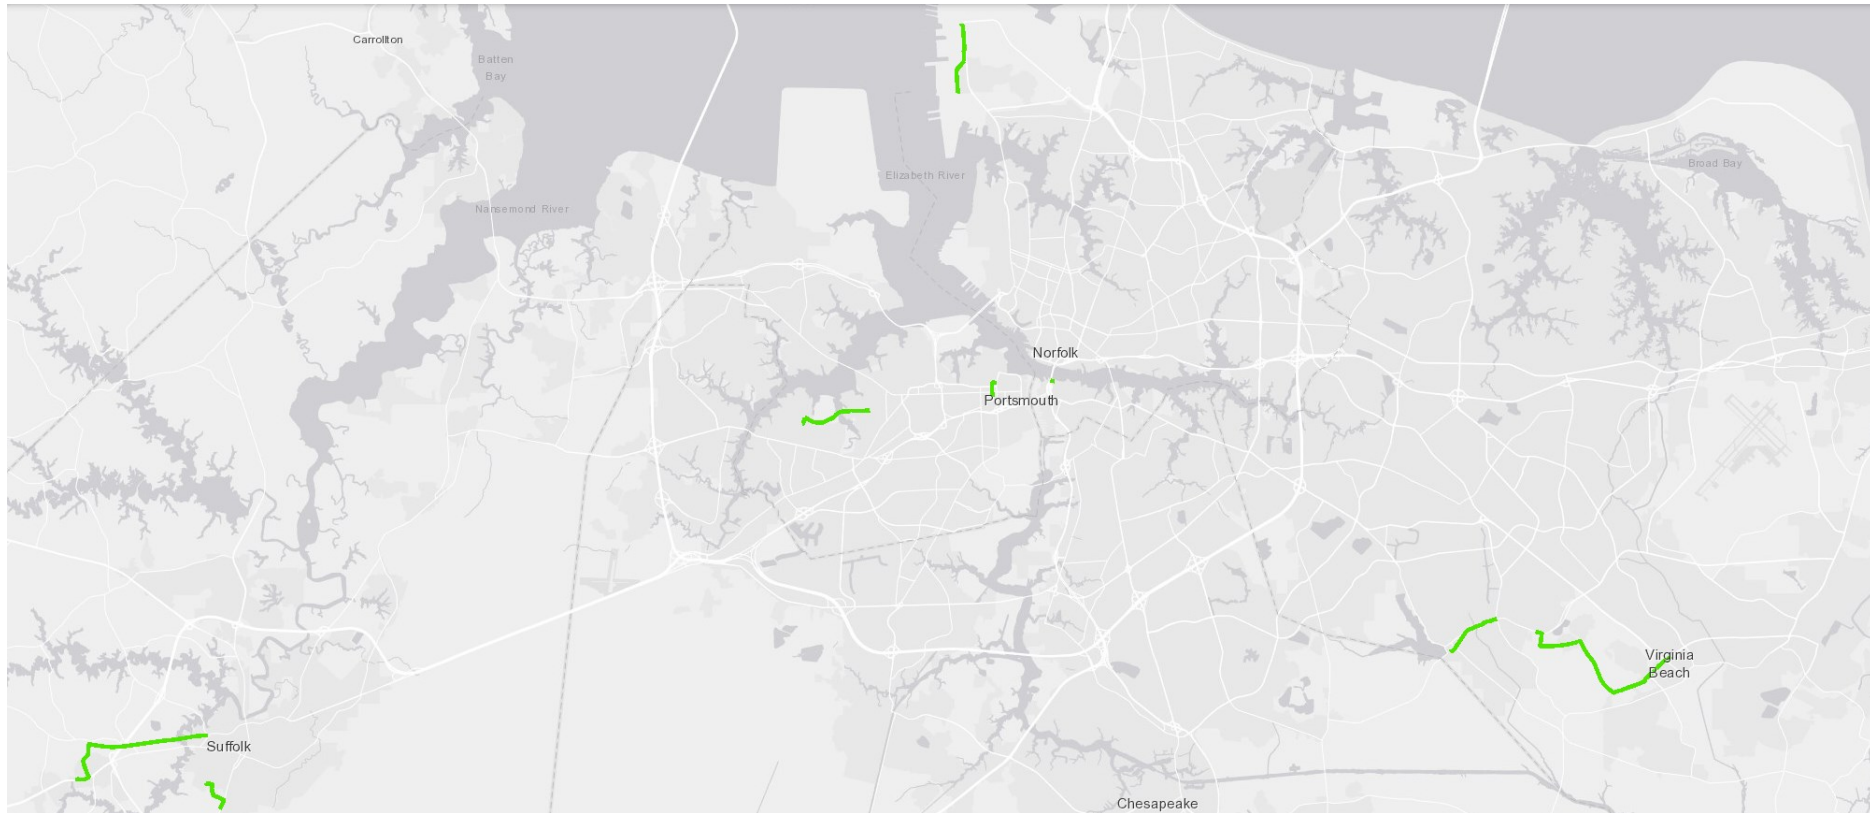 Carrollton
Batten
Bay
Broad Bay
Elizabeth River
Nansemond River
Norfolk
Portsmouth
Virginia
Beach
Suffolk
Chesapeake